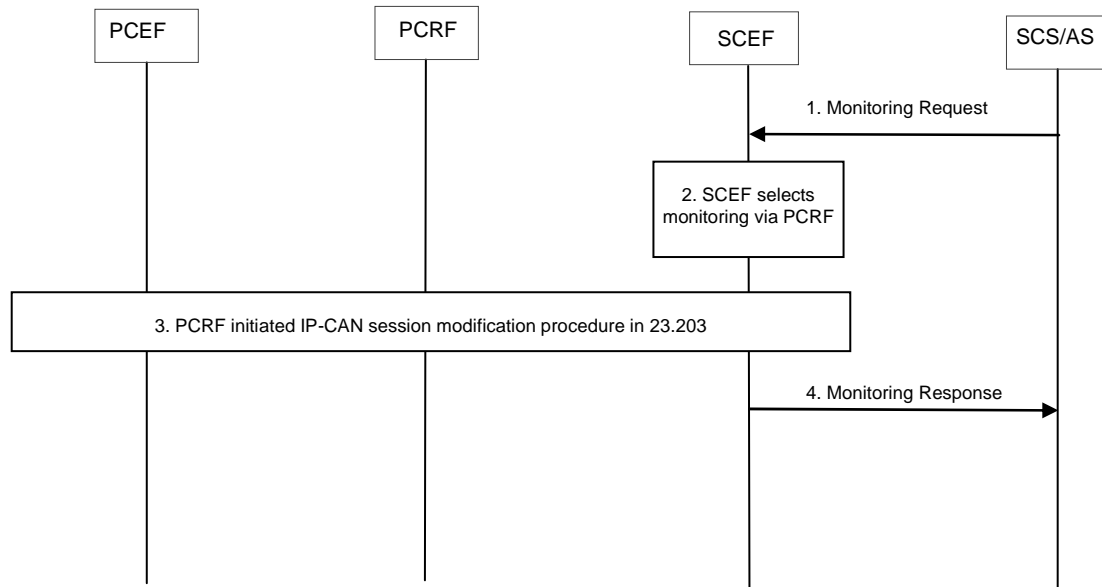 PCEF
PCRF
SCEF
SCS/AS
1. Monitoring Request
2. SCEF selects
monitoring via PCRF
3. PCRF initiated IP-CAN session modification procedure in 23.203
4. Monitoring Response